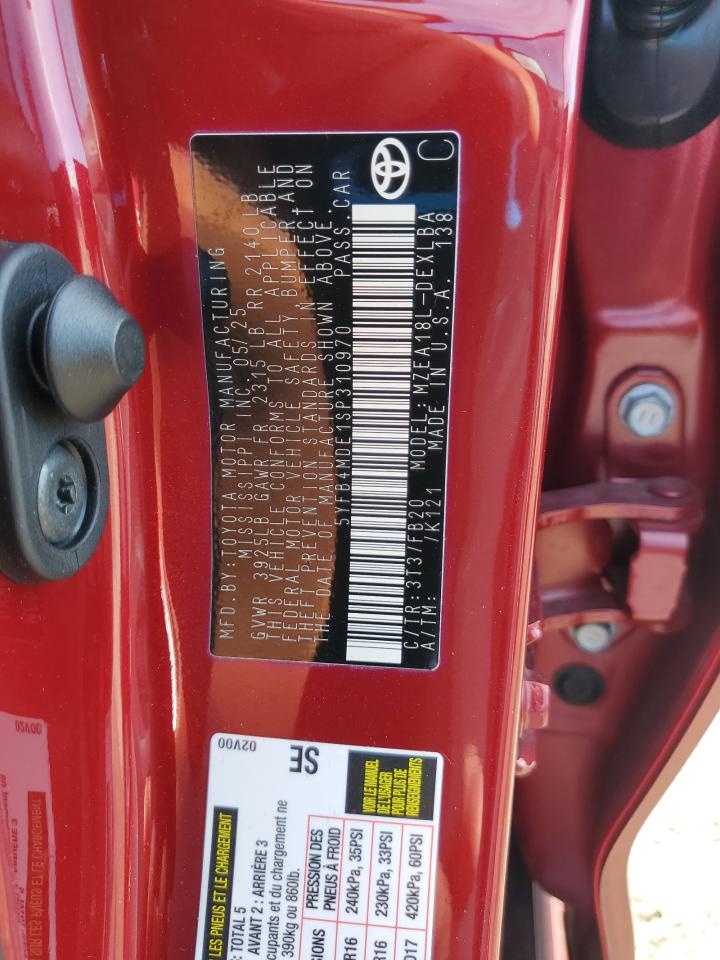 MFD. BY: TOYOTA MOTOR MANUFACTURING
MISSISSIPPI INC. 05/25
GVWR 3925LB GAWR FR 2315 LB RR 2140 LB
THIS VEHICLE CONFORMS TO ALL APPLICABLE
FEDERAL MOTOR VEHICLE SAFETY BUMPER AND
THEFT PREVENTION STANDARDS IN EFFECT ON
THE DATE OF MANUFACTURE SHOWN ABOVE.
5YFB4MDE1SP310970 PASS.CAR
C/TR: 3T3/FB20 MODEL: MZEA18L-DEXLBA
A/TM: /K121 MADE IN U.S.A. 138
C
02V00
SE
LES PNEUS ET LE CHARGEMENT
: TOTAL 5
AVANT 2 : ARRIÈRE 3
cupants et du chargement ne
390kg ou 860lb.
PRESSION DES
PNEUS À FROID
VOIR LE MANUEL
DE L'USAGER
POUR PLUS DE
RENSEIGNEMENTS
R16 240kPa, 35PSI
R16 230kPa, 33PSI
D17 420kPa, 60PSI